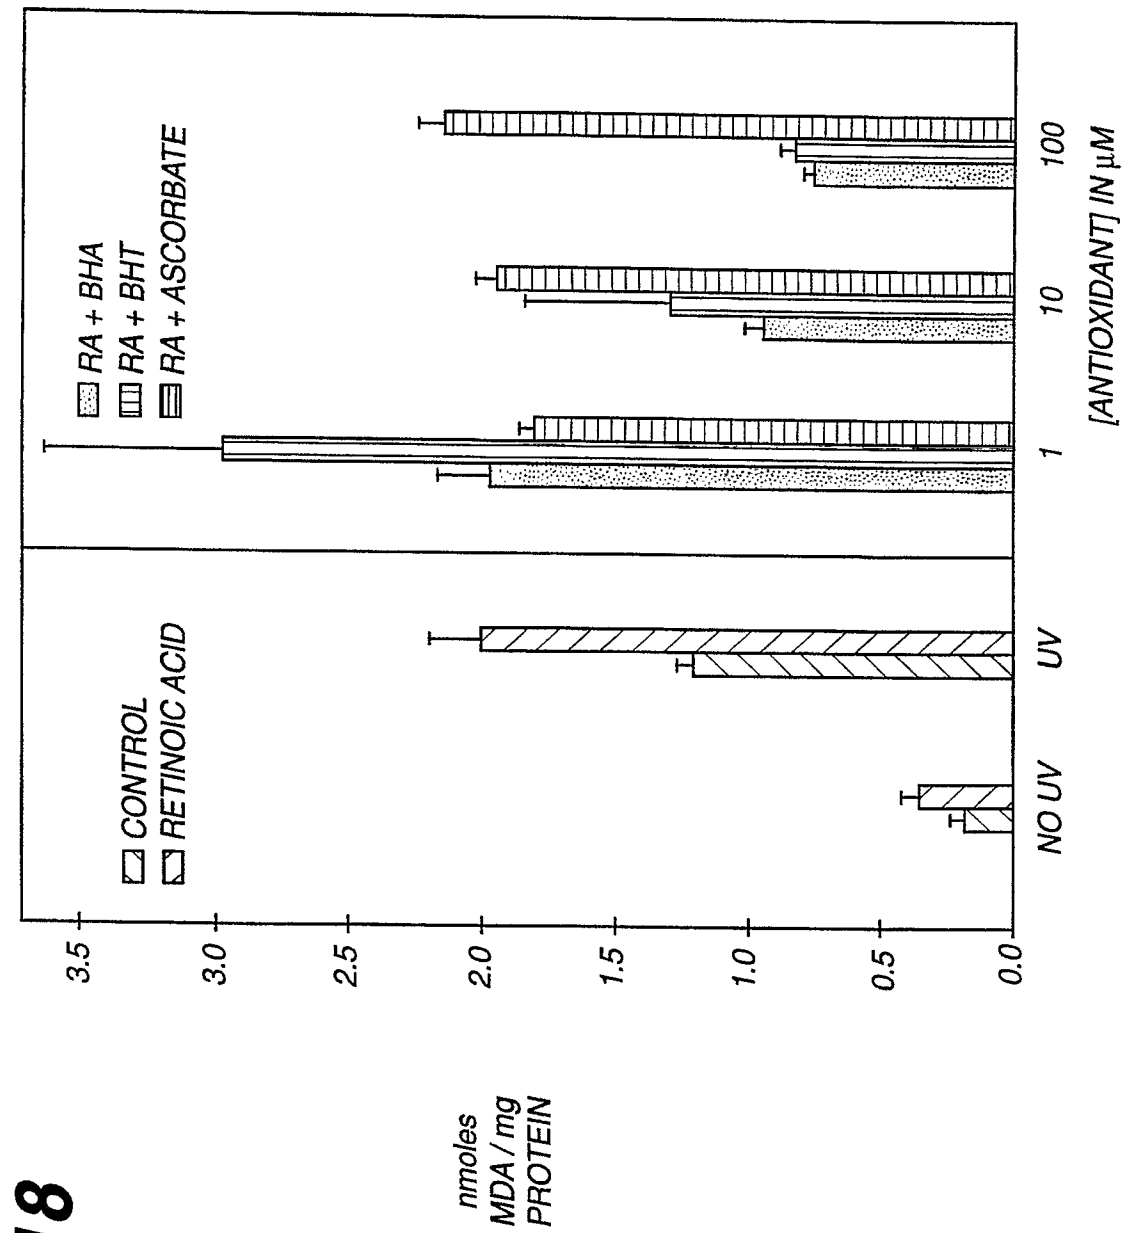 18
CONTROL
RETINOIC ACID
RA + BHA
RA + BHT
RA + ASCORBATE
nmoles
MDA / mg
PROTEIN
3.5
3.0
2.5
2.0
1.5
1.0
0.5
0.0
NO UV UV 1 10 100
[ANTIOXIDANT] IN μM